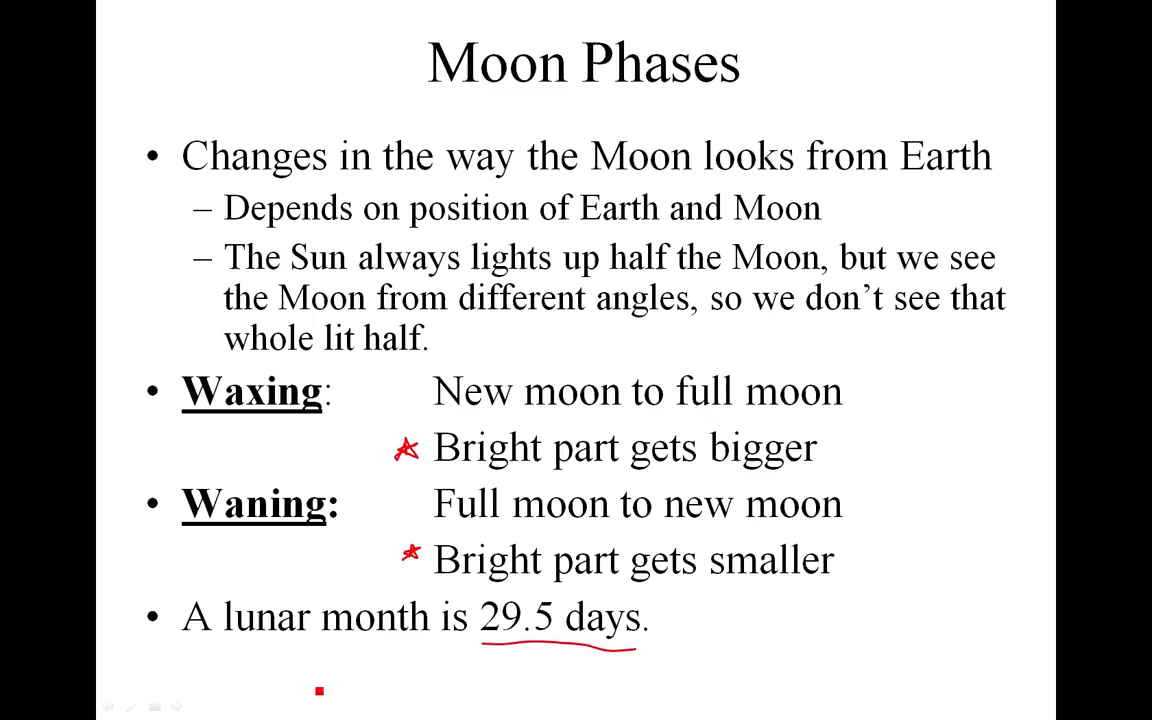 Moon Phases
• Changes in the way the Moon looks from Earth
– Depends on position of Earth and Moon
– The Sun always lights up half the Moon, but we see
the Moon from different angles, so we don't see that
whole lit half.
• Waxing: New moon to full moon
Bright part gets bigger
• Waning: Full moon to new moon
Bright part gets smaller
• A lunar month is 29.5 days.